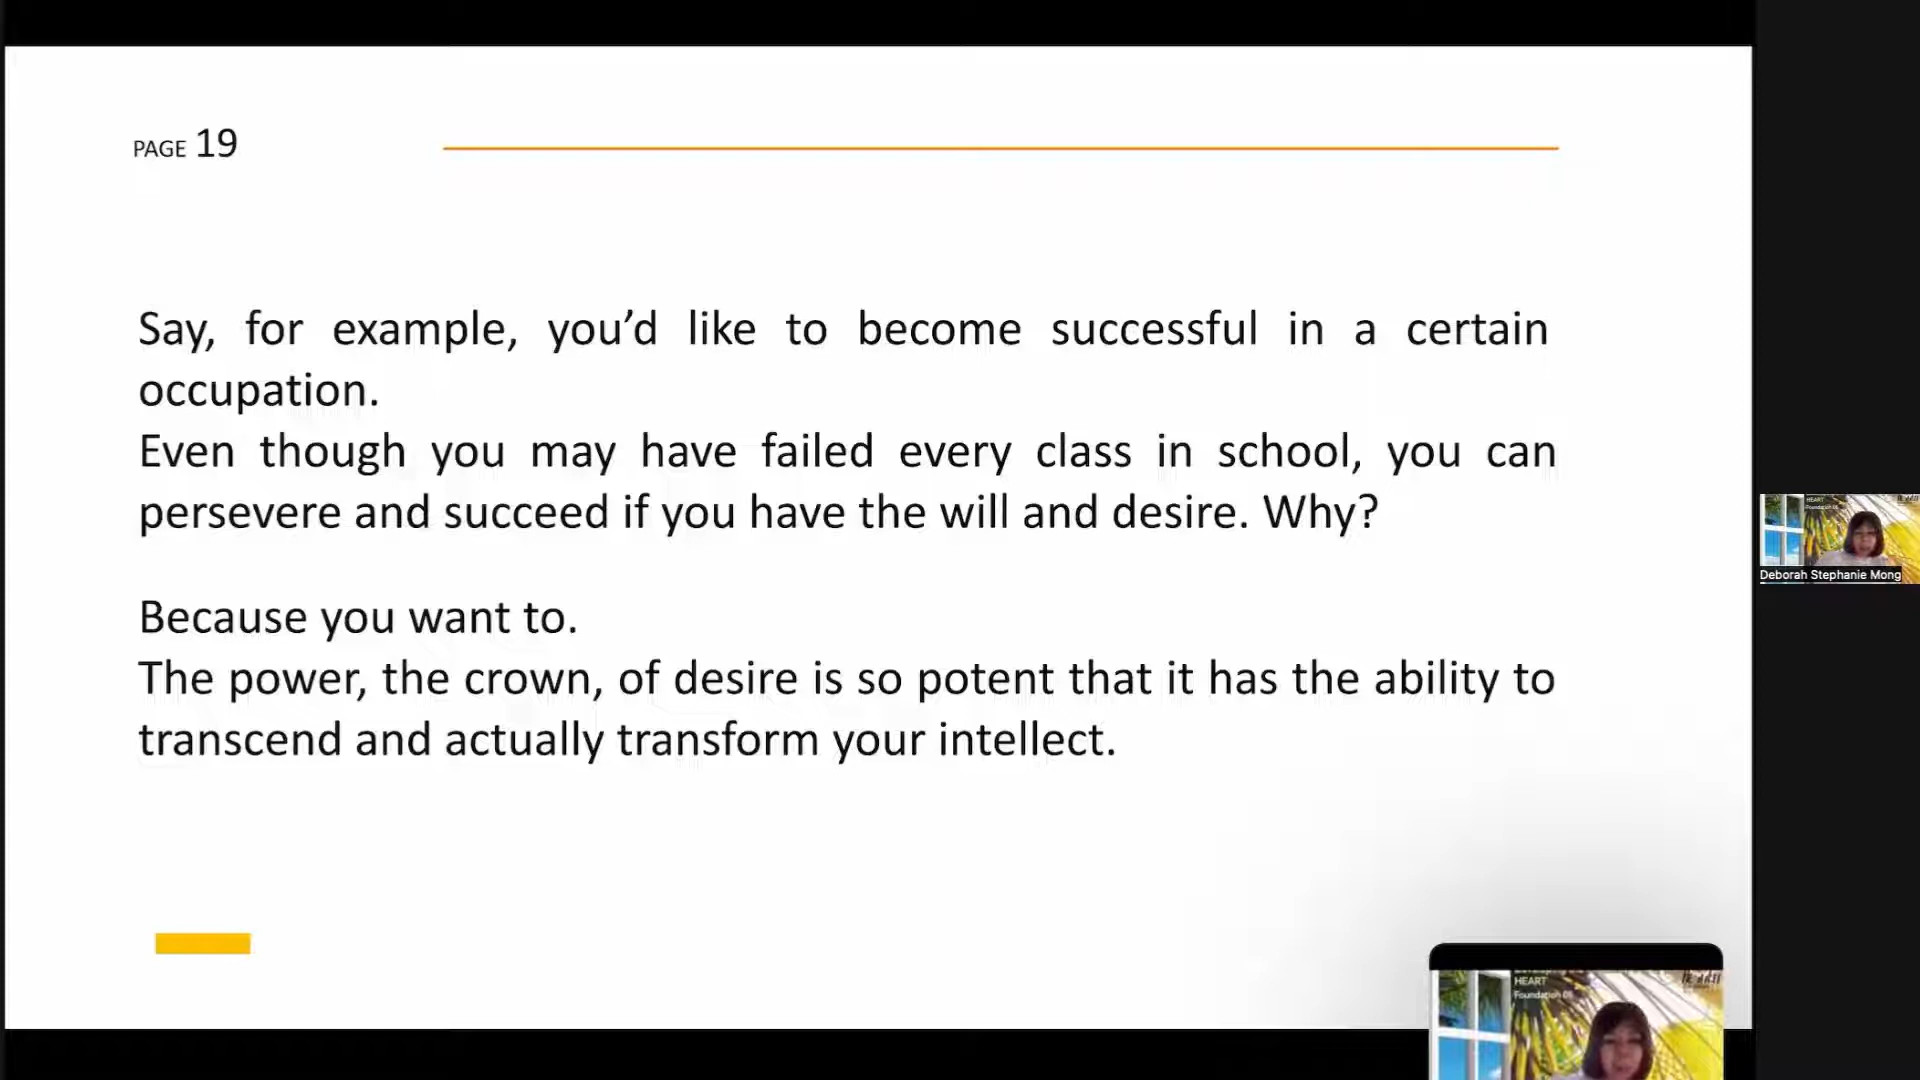 PAGE 19
Say, for example, you’d like to become successful in a certain
occupation.
Even though you may have failed every class in school, you can
persevere and succeed if you have the will and desire. Why?
Because you want to.
The power, the crown, of desire is so potent that it has the ability to
transcend and actually transform your intellect.
HEART
Foundation
Deborah Stephanie Mong
HEART
Foundation